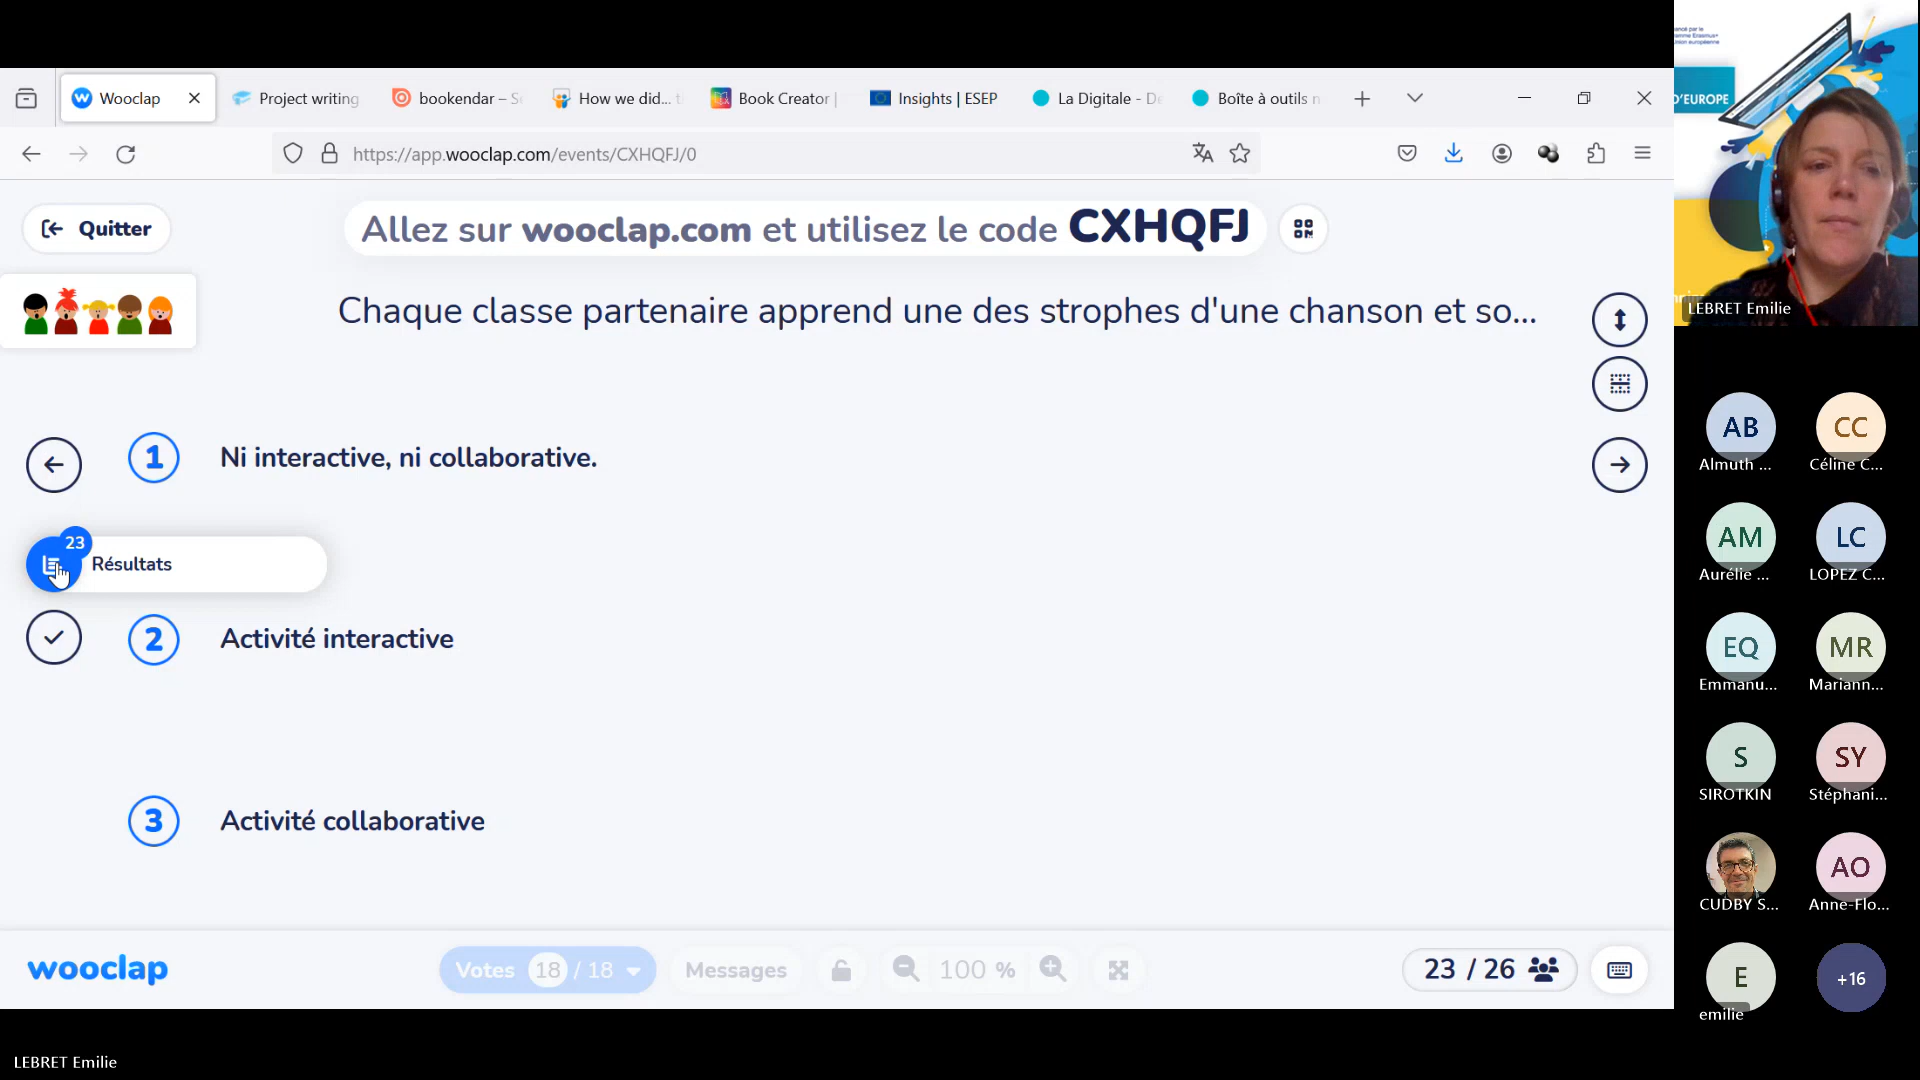 Wooclap
Project writing
bookendar – S
How we did... t
Book Creator |
Insights | ESEP
La Digitale - D
Boîte à outils n
https://app.wooclap.com/events/CXHQFJ/0
Quitter
Allez sur wooclap.com et utilisez le code CXHQFJ
Chaque classe partenaire apprend une des strophes d'une chanson et so...
1 Ni interactive, ni collaborative.
23
Résultats
2 Activité interactive
3 Activité collaborative
wooclap
Votes 18 / 18
Messages
100 %
23 / 26
LEBRET Emilie
D'EUROPE
LEBRET Emilie
AB
Almuth ...
CC
Céline C...
AM
Aurélie ...
LC
LOPEZ C...
EQ
Emmanu...
MR
Mariann...
S
SIROTKIN
SY
Stéphani...
CUDBY S...
AO
Anne-Flo...
E
emilie
+16